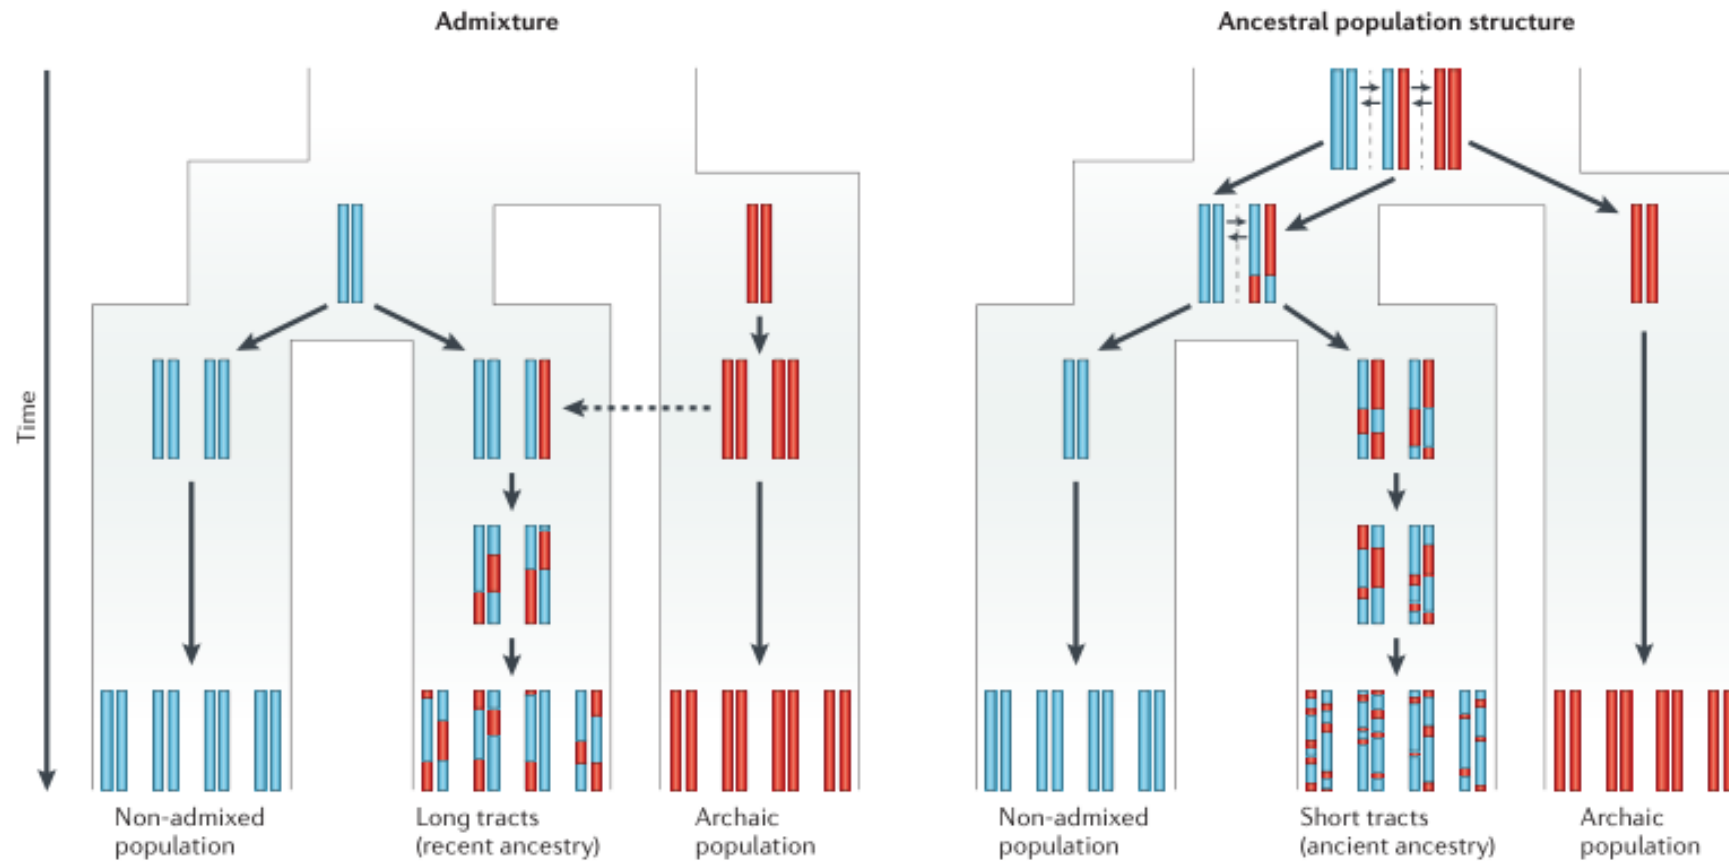 Admixture
Ancestral population structure
Time
Non-admixed
population
Long tracts
(recent ancestry)
Archaic
population
Non-admixed
population
Short tracts
(ancient ancestry)
Archaic
population